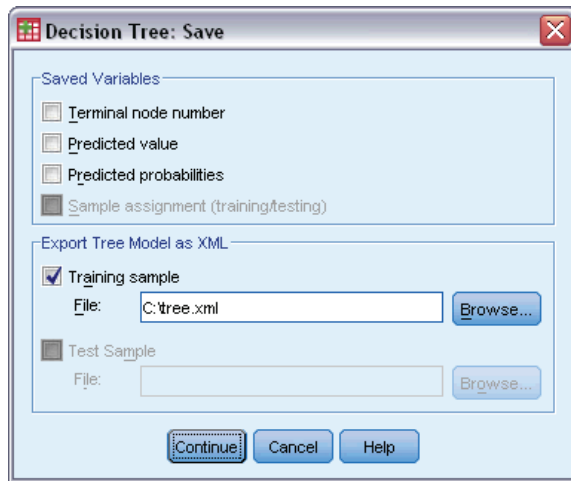 Decision Tree: Save
Saved Variables
Terminal node number
Predicted value
Predicted probabilities
Sample assignment (training/testing)
Export Tree Model as XML
Training sample
File: C:\tree.xml Browse...
Test Sample
File: Browse...
Continue Cancel Help